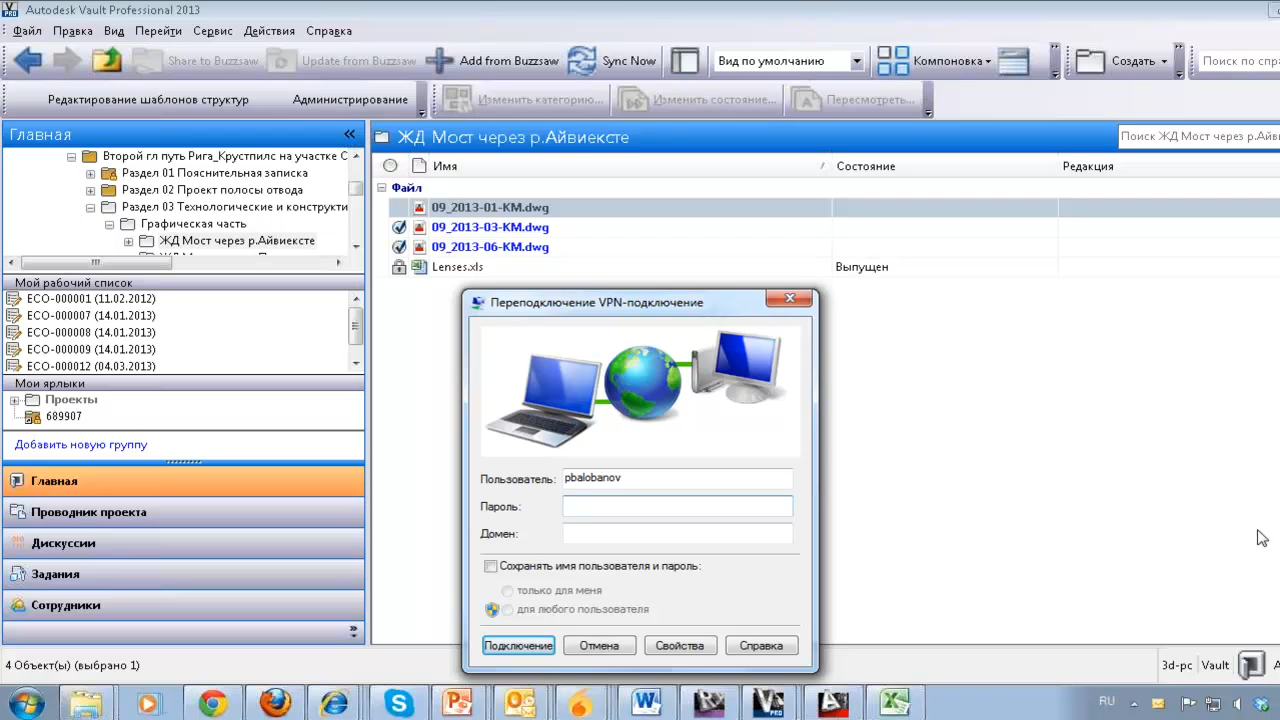 Autodesk Vault Professional 2013
Файл Правка Вид Перейти Сервис Действия Справка
Share to Buzzsaw Update from Buzzsaw Add from Buzzsaw Sync Now Вид по умолчанию Компоновка Создать Поиск по спра
Редактирование шаблонов структур Администрирование Изменить категорию... Изменить состояние... Пересмотреть...
Главная
ЖД Мост через р.Айвиексте
Поиск ЖД Мост через р.Айвиексте
Второй гл путь Рига_Крустпилс на участке С
Раздел 01 Пояснительная записка
Раздел 02 Проект полосы отвода
Раздел 03 Технологические и конструкти
Графическая часть
ЖД Мост через р.Айвиексте
Имя Состояние Редакция
Файл
09_2013-01-КМ.dwg
09_2013-03-КМ.dwg
09_2013-06-КМ.dwg
Lenses.xls Выпущен
Мой рабочий список
ECO-000001 (11.02.2012)
ECO-000007 (14.01.2013)
ECO-000008 (14.01.2013)
ECO-000009 (14.01.2013)
ECO-000012 (04.03.2013)
Мои ярлыки
Проекты
689907
Добавить новую группу
Главная
Проводник проекта
Дискуссии
Задания
Сотрудники
Переподключение VPN-подключение
Пользователь: pbalobanov
Пароль:
Домен:
Сохранять имя пользователя и пароль:
только для меня
для любого пользователя
Подключение Отмена Свойства Справка
4 Объект(ы) (выбрано 1)
3d-pc Vault
RU